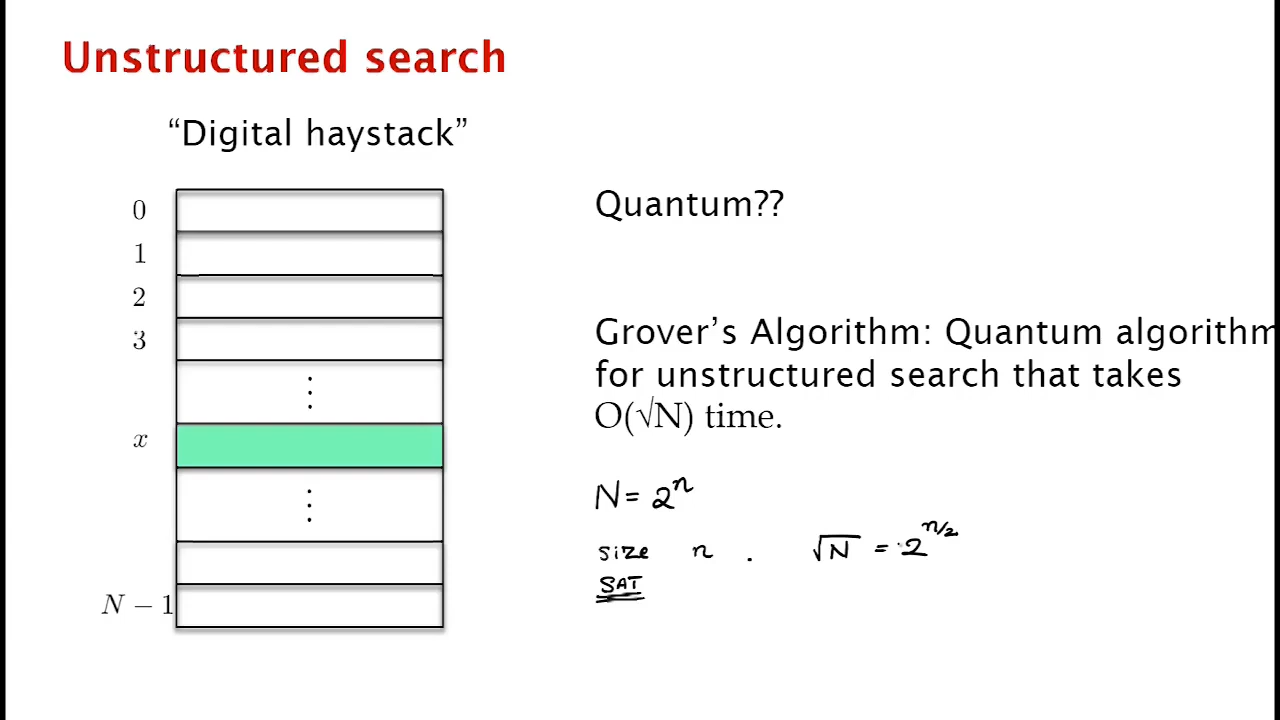 Unstructured search
“Digital haystack”
0
1
2
3
⋮
x
⋮
N − 1
Quantum??
Grover’s Algorithm: Quantum algorithm
for unstructured search that takes
O(√N) time.
N = 2^n
size n . √N = 2^{n/2}
SAT